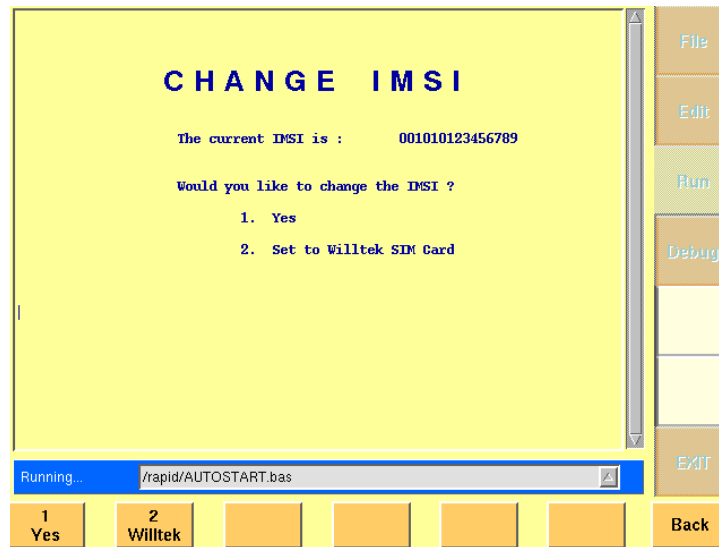 CHANGE IMSI
The current IMSI is : 001010123456789
Would you like to change the IMSI ?
1. Yes
2. Set to Willtek SIM Card
File
Edit
Run
Debug
EXIT
Running... /rapid/AUTOSTART.bas
1
Yes
2
Willtek
Back